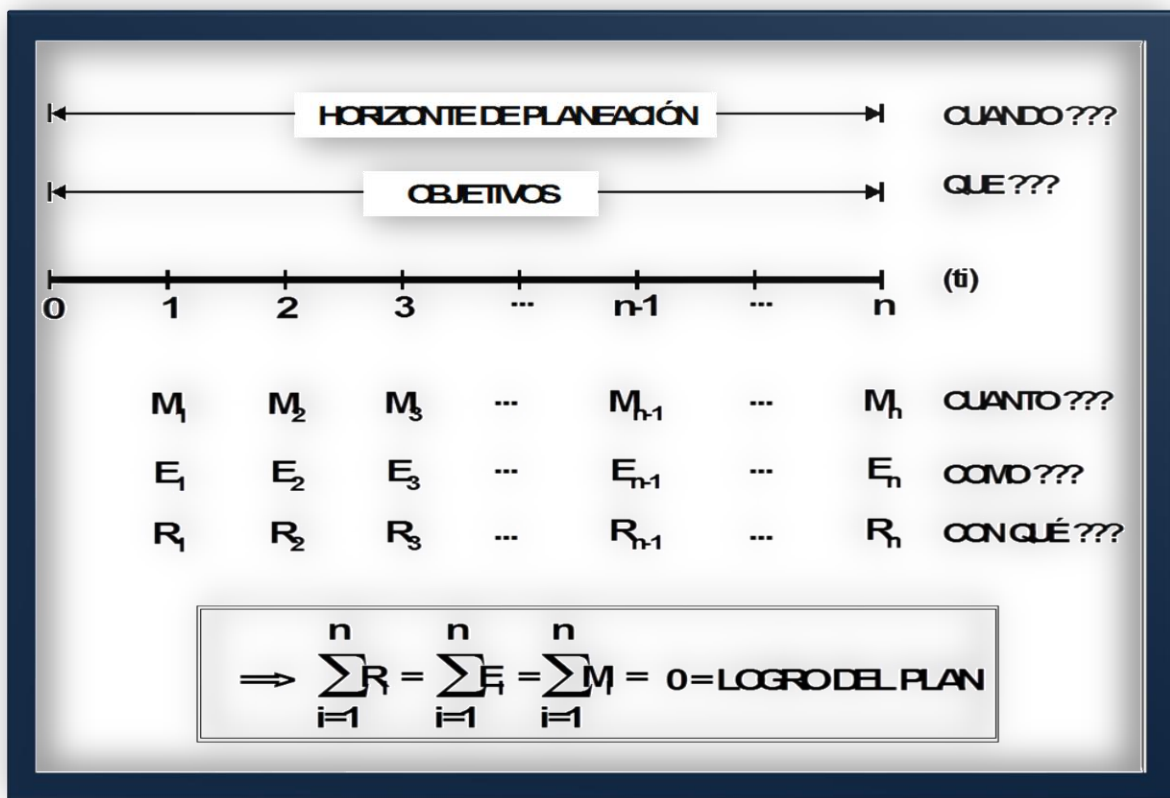 HORIZONTE DE PLANEACIÓN CUANDO ???
OBJETIVOS QUE ???
(ti)
0 1 2 3 ... n-1 ... n
M₁ M₂ M₃ ... Mₙ₋₁ ... Mₙ CUANTO ???
E₁ E₂ E₃ ... Eₙ₋₁ ... Eₙ COMO ???
R₁ R₂ R₃ ... Rₙ₋₁ ... Rₙ CON QUÉ ???
n n n
⟹ ∑Rᵢ = ∑Eᵢ = ∑Mᵢ = 0 = LOGRO DEL PLAN
i=1 i=1 i=1